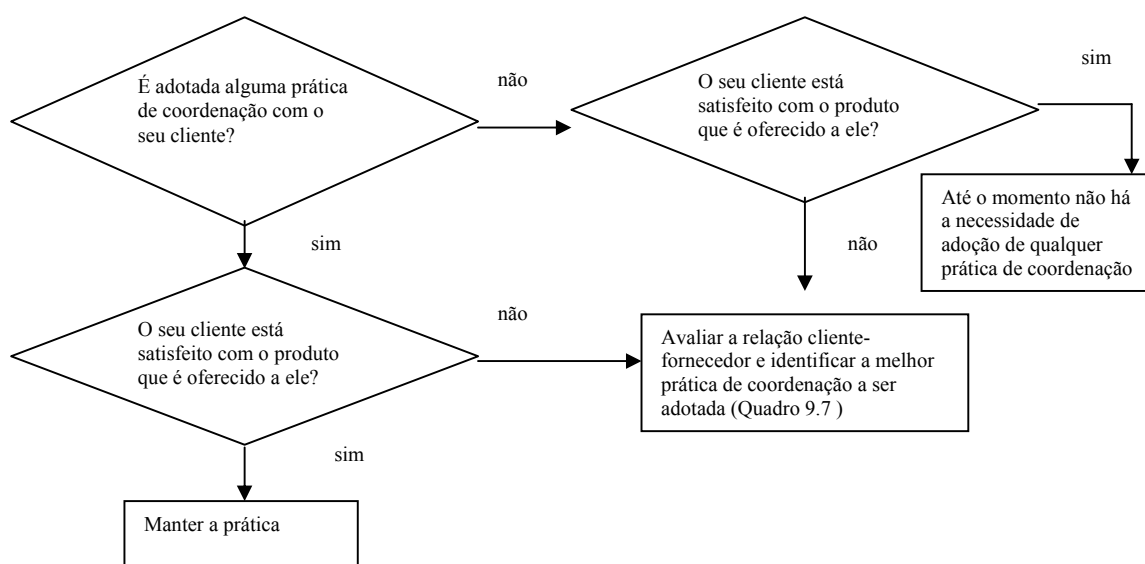 É adotada alguma prática
de coordenação com o
seu cliente?
não
O seu cliente está
satisfeito com o produto
que é oferecido a ele?
sim
Até o momento não há
a necessidade de
adoção de qualquer
prática de coordenação
sim
não
O seu cliente está
satisfeito com o produto
que é oferecido a ele?
não
Avaliar a relação cliente-
fornecedor e identificar a melhor
prática de coordenação a ser
adotada (Quadro 9.7 )
sim
Manter a prática